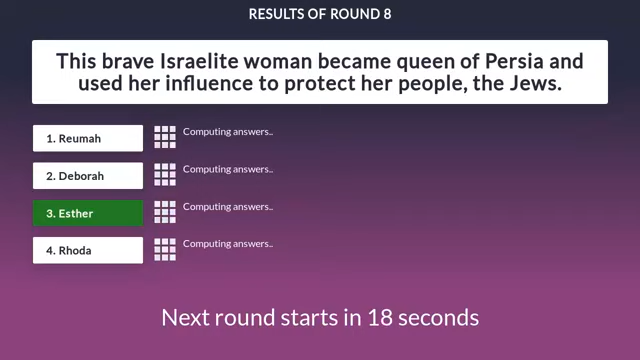 RESULTS OF ROUND 8
This brave Israelite woman became queen of Persia and
used her influence to protect her people, the Jews.
1. Reumah
Computing answers..
2. Deborah
Computing answers..
3. Esther
Computing answers..
4. Rhoda
Computing answers..
Next round starts in 18 seconds